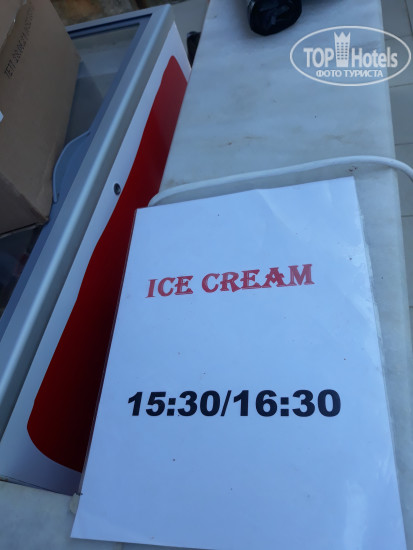 TOP Hotels
ФОТО ТУРИСТА
ICE CREAM
15:30/16:30